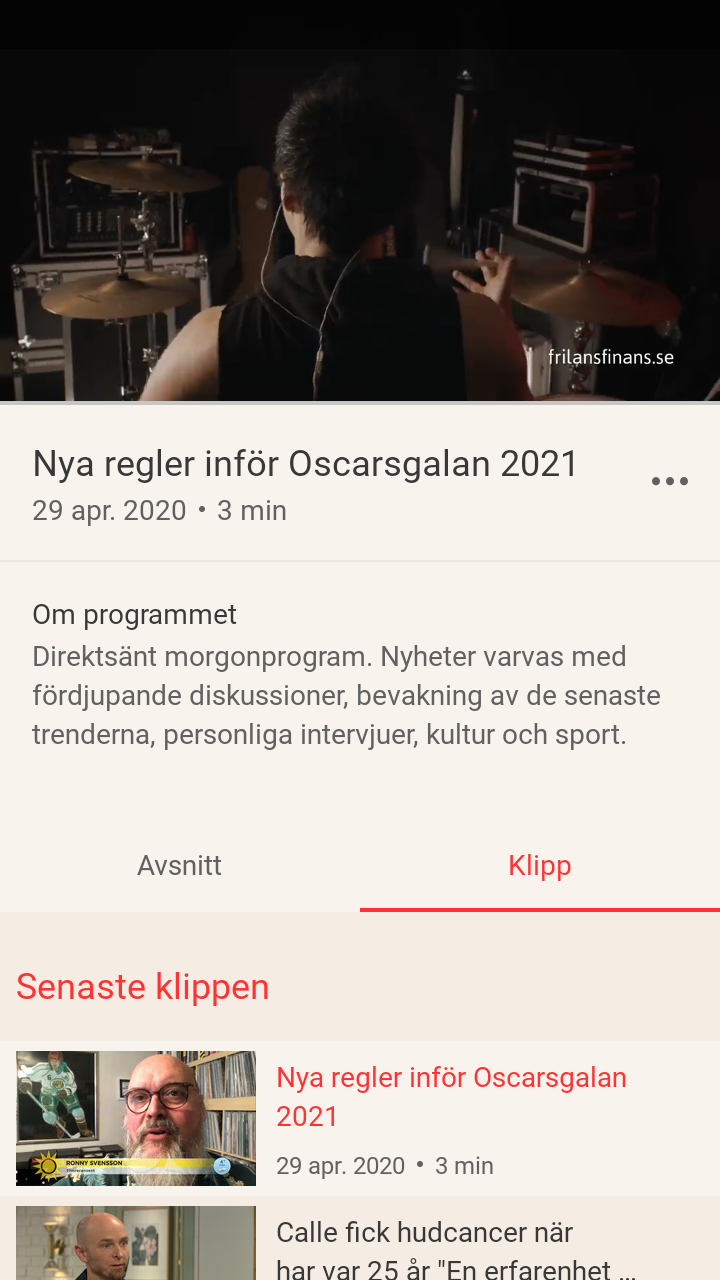 frilansfinans.se
Nya regler inför Oscarsgalan 2021
29 apr. 2020 • 3 min
Om programmet
Direktsänt morgonprogram. Nyheter varvas med
fördjupande diskussioner, bevakning av de senaste
trenderna, personliga intervjuer, kultur och sport.
Avsnitt
Klipp
Senaste klippen
RONNY SVENSSON
Nya regler inför Oscarsgalan
2021
29 apr. 2020 • 3 min
Calle fick hudcancer när
har var 25 år "En erfarenhet ...